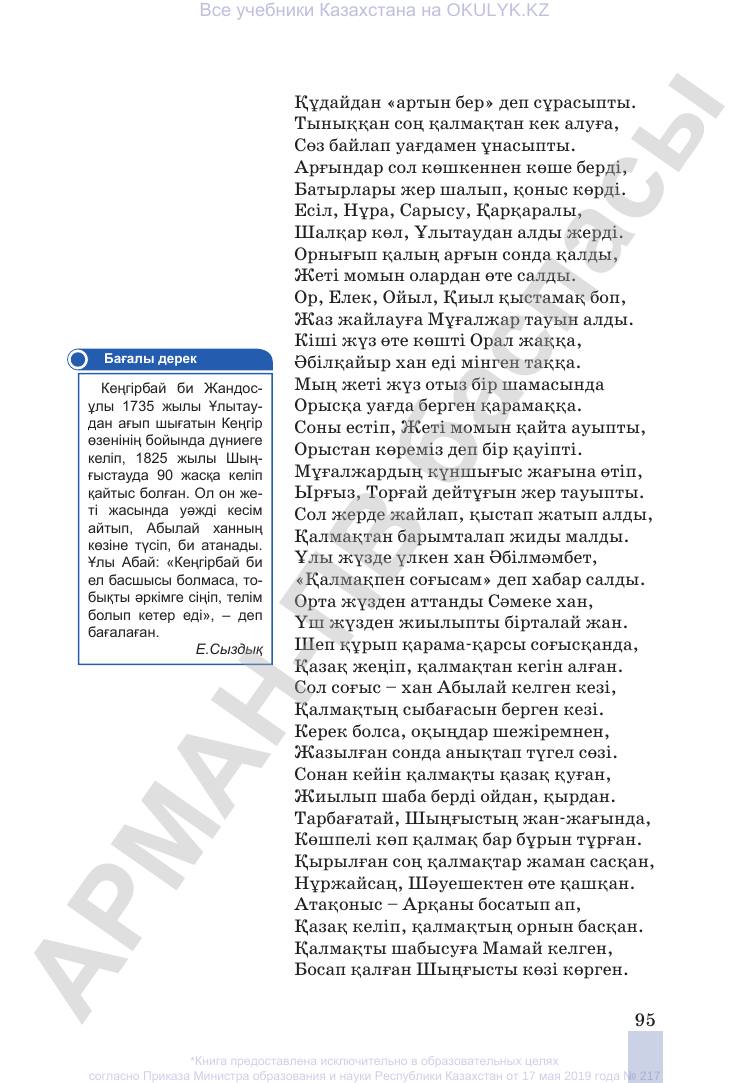 Все учебники Казахстана на OKULYK.KZ
Құдайдан «артын бер» деп сұрасыпты.
Тыныққан соң қалмақтан кек алуға,
Сөз байлап уағдамен ұнасыпты.
Арғындар сол көшкеннен көше берді,
Батырлары жер шалып, қоныс көрді.
Есіл, Нұра, Сарысу, Қарқаралы,
Шалқар көл, Ұлытаудан алды жерді.
Орнығып қалың арғын сонда қалды,
Жеті момын олардан өте салды.
Ор, Елек, Ойыл, Қиыл қыстамақ боп,
Жаз жайлауға Мұғалжар тауын алды.
Кіші жүз өте көшті Орал жаққа,
Әбілқайыр хан еді мінген таққа.
Мың жеті жүз отыз бір шамасында
Орысқа уағда берген қарамаққа.
Соны естіп, Жеті момын қайта ауыпты,
Орыстан көреміз деп бір қауіпті.
Мұғалжардың күншығыс жағына өтіп,
Ырғыз, Торғай дейтұғын жер тауыпты.
Сол жерде жайлап, қыстап жатып алды,
Қалмақтан барымталап жиды малды.
Ұлы жүзде үлкен хан Әбілмәмбет,
«Қалмақпен соғысам» деп хабар салды.
Орта жүзден аттанды Сәмеке хан,
Үш жүзден жиылыпты бірталай жан.
Шеп құрып қарама-қарсы соғысқанда,
Қазақ жеңіп, қалмақтан кегін алған.
Сол соғыс – хан Абылай келген кезі,
Қалмақтың сыбағасын берген кезі.
Керек болса, оқыңдар шежіремнен,
Жазылған сонда анықтап түгел сөзі.
Сонан кейін қалмақты қазақ қуған,
Жиылып шаба берді ойдан, қырдан.
Тарбағатай, Шыңғыстың жан-жағында,
Көшпелі көп қалмақ бар бұрын тұрған.
Қырылған соң қалмақтар жаман сасқан,
Нұржайсаң, Шәуешектен өте қашқан.
Атақоныс – Арқаны босатып ап,
Қазақ келіп, қалмақтың орнын басқан.
Қалмақты шабысуға Мамай келген,
Босап қалған Шыңғысты көзі көрген.
Бағалы дерек
Кеңгірбай би Жандос-
ұлы 1735 жылы Ұлытау-
дан ағып шығатын Кеңгір
өзенінің бойында дүниеге
келіп, 1825 жылы Шың-
ғыстауда 90 жасқа келіп
қайтыс болған. Ол он же-
ті жасында уәжді кесім
айтып, Абылай ханның
көзіне түсіп, би атанады.
Ұлы Абай: «Кеңгірбай би
ел басшысы болмаса, то-
бықты әркімге сіңіп, телім
болып кетер еді», – деп
бағалаған.
Е.Сыздық
АРМАН-ПВ баспасы
95
*Книга предоставлена исключительно в образовательных целях
согласно Приказа Министра образования и науки Республики Казахстан от 17 мая 2019 года № 217